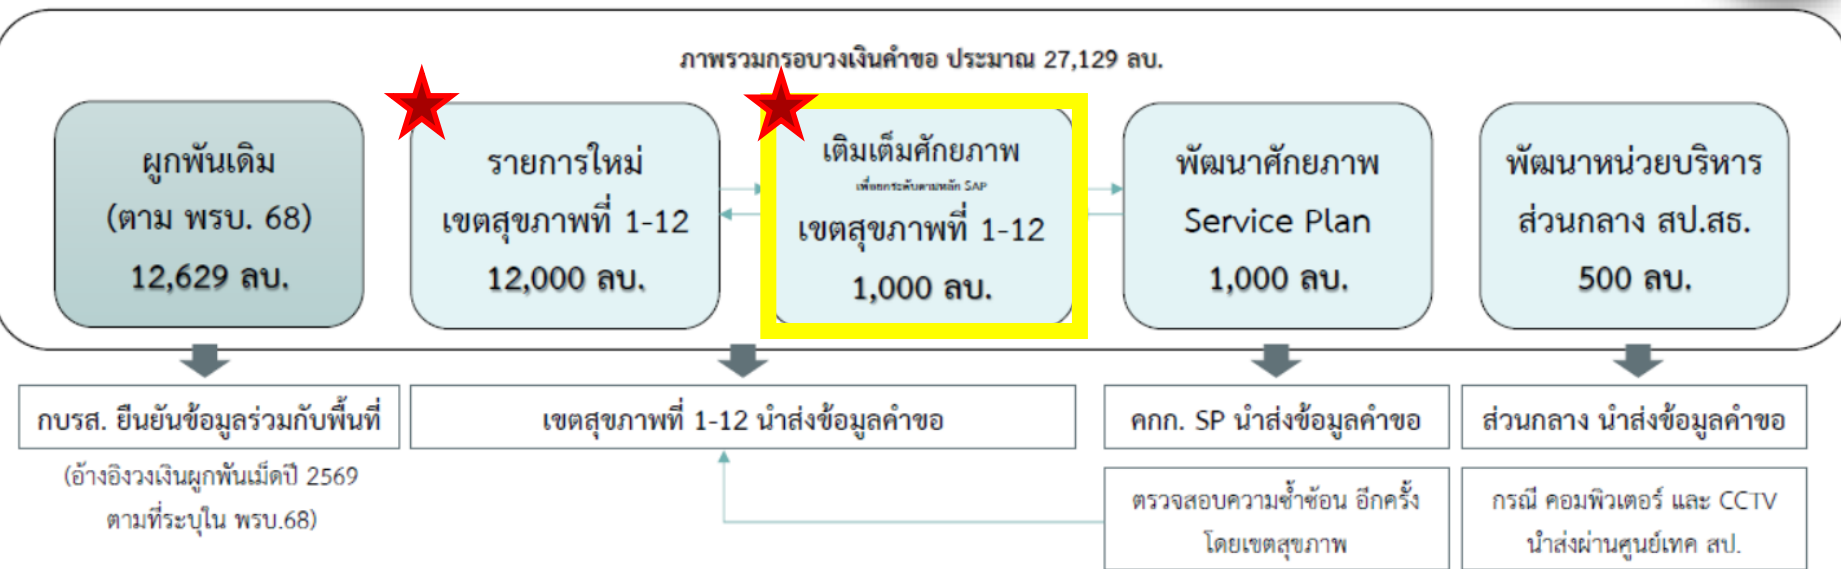 ภาพรวมกรอบวงเงินคำขอ ประมาณ 27,129 ลบ.
ผูกพันเดิม
(ตาม พรบ. 68)
12,629 ลบ.
รายการใหม่
เขตสุขภาพที่ 1-12
12,000 ลบ.
เติมเต็มศักยภาพ
เพื่อยกระดับตามหลัก SAP
เขตสุขภาพที่ 1-12
1,000 ลบ.
พัฒนาศักยภาพ
Service Plan
1,000 ลบ.
พัฒนาหน่วยบริหาร
ส่วนกลาง สป.สธ.
500 ลบ.
กบรส. ยืนยันข้อมูลร่วมกับพื้นที่
(อ้างอิงวงเงินผูกพันเม็ดปี 2569
ตามที่ระบุใน พรบ.68)
เขตสุขภาพที่ 1-12 นำส่งข้อมูลคำขอ
คกก. SP นำส่งข้อมูลคำขอ
ตรวจสอบความซ้ำซ้อน อีกครั้ง
โดยเขตสุขภาพ
ส่วนกลาง นำส่งข้อมูลคำขอ
กรณี คอมพิวเตอร์ และ CCTV
นำส่งผ่านศูนย์เทค สป.